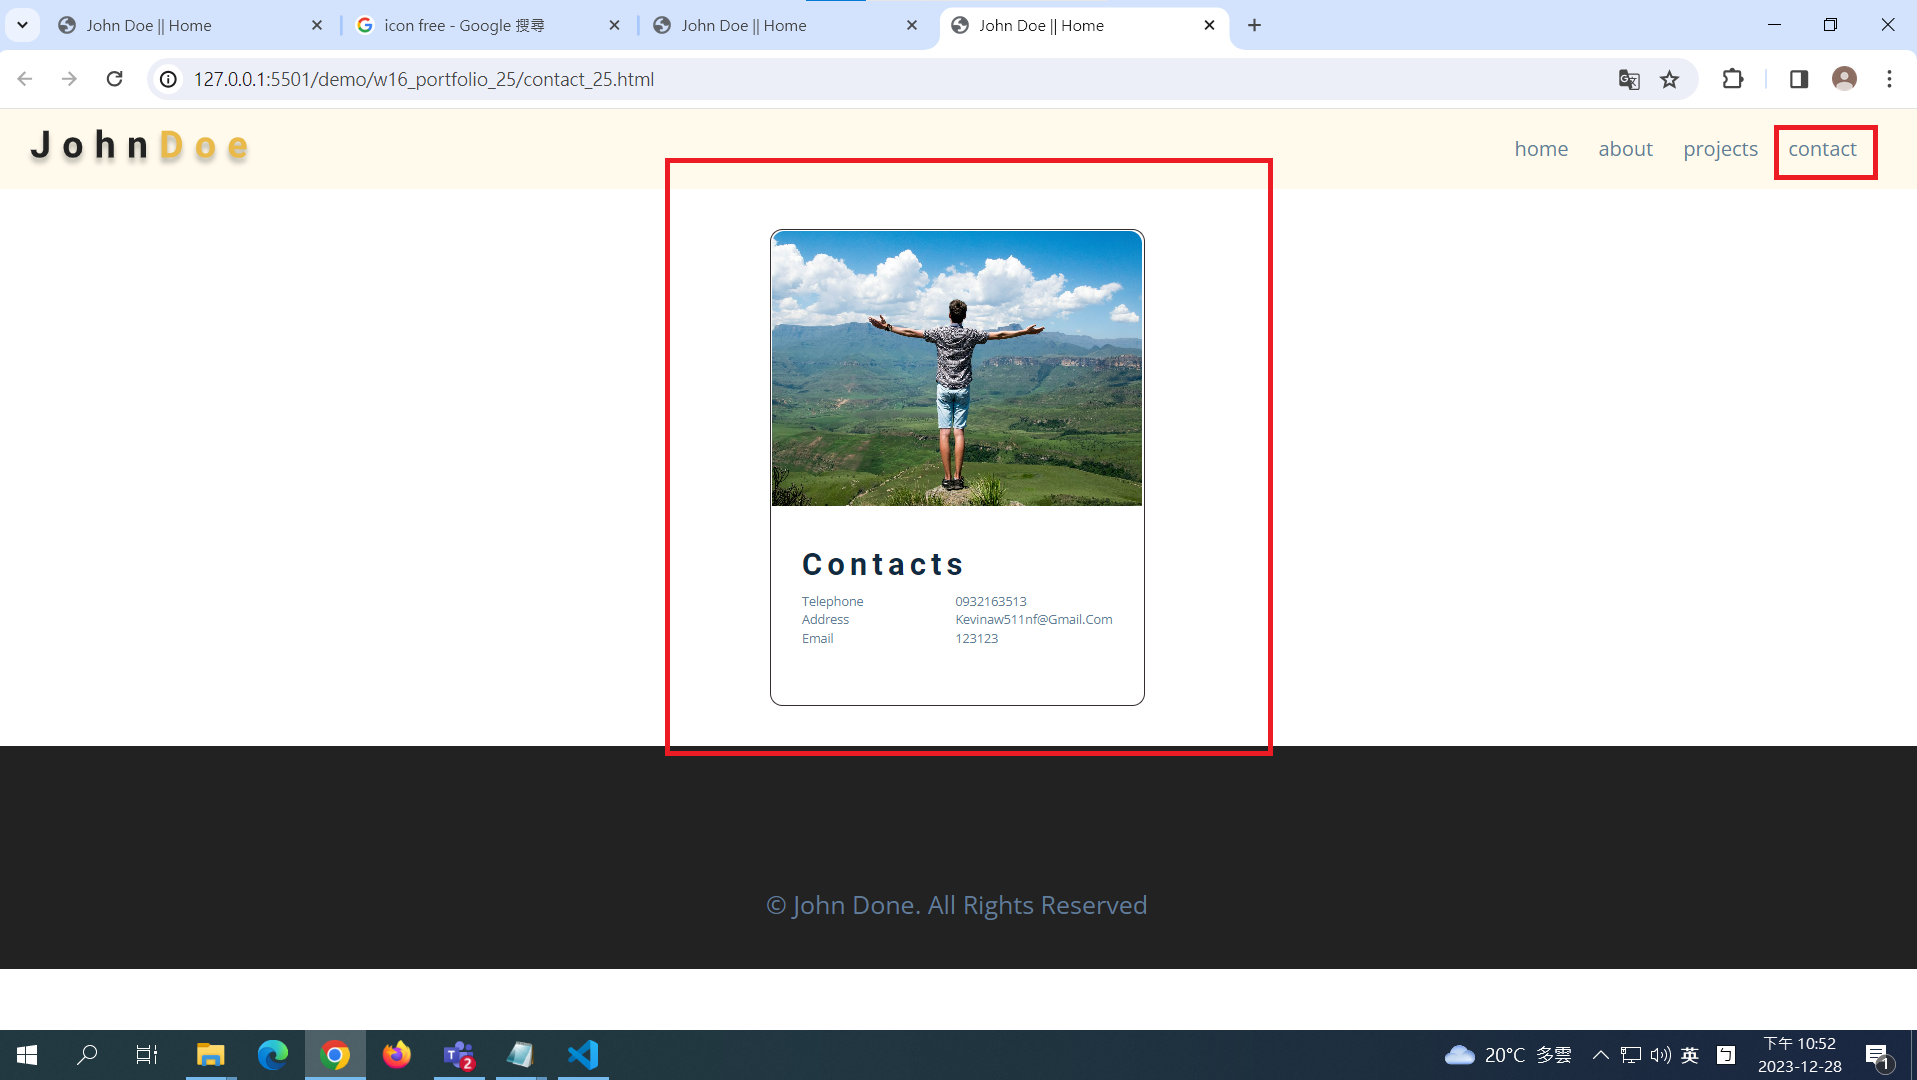 John Doe || Home
icon free - Google 搜尋
John Doe || Home
John Doe || Home
127.0.0.1:5501/demo/w16_portfolio_25/contact_25.html
JohnDoe
home about projects contact
Contacts
Telephone 0932163513
Address Kevinaw511nf@Gmail.Com
Email 123123
© John Done. All Rights Reserved
20°C 多雲
英
下午 10:52
2023-12-28
T
2
1